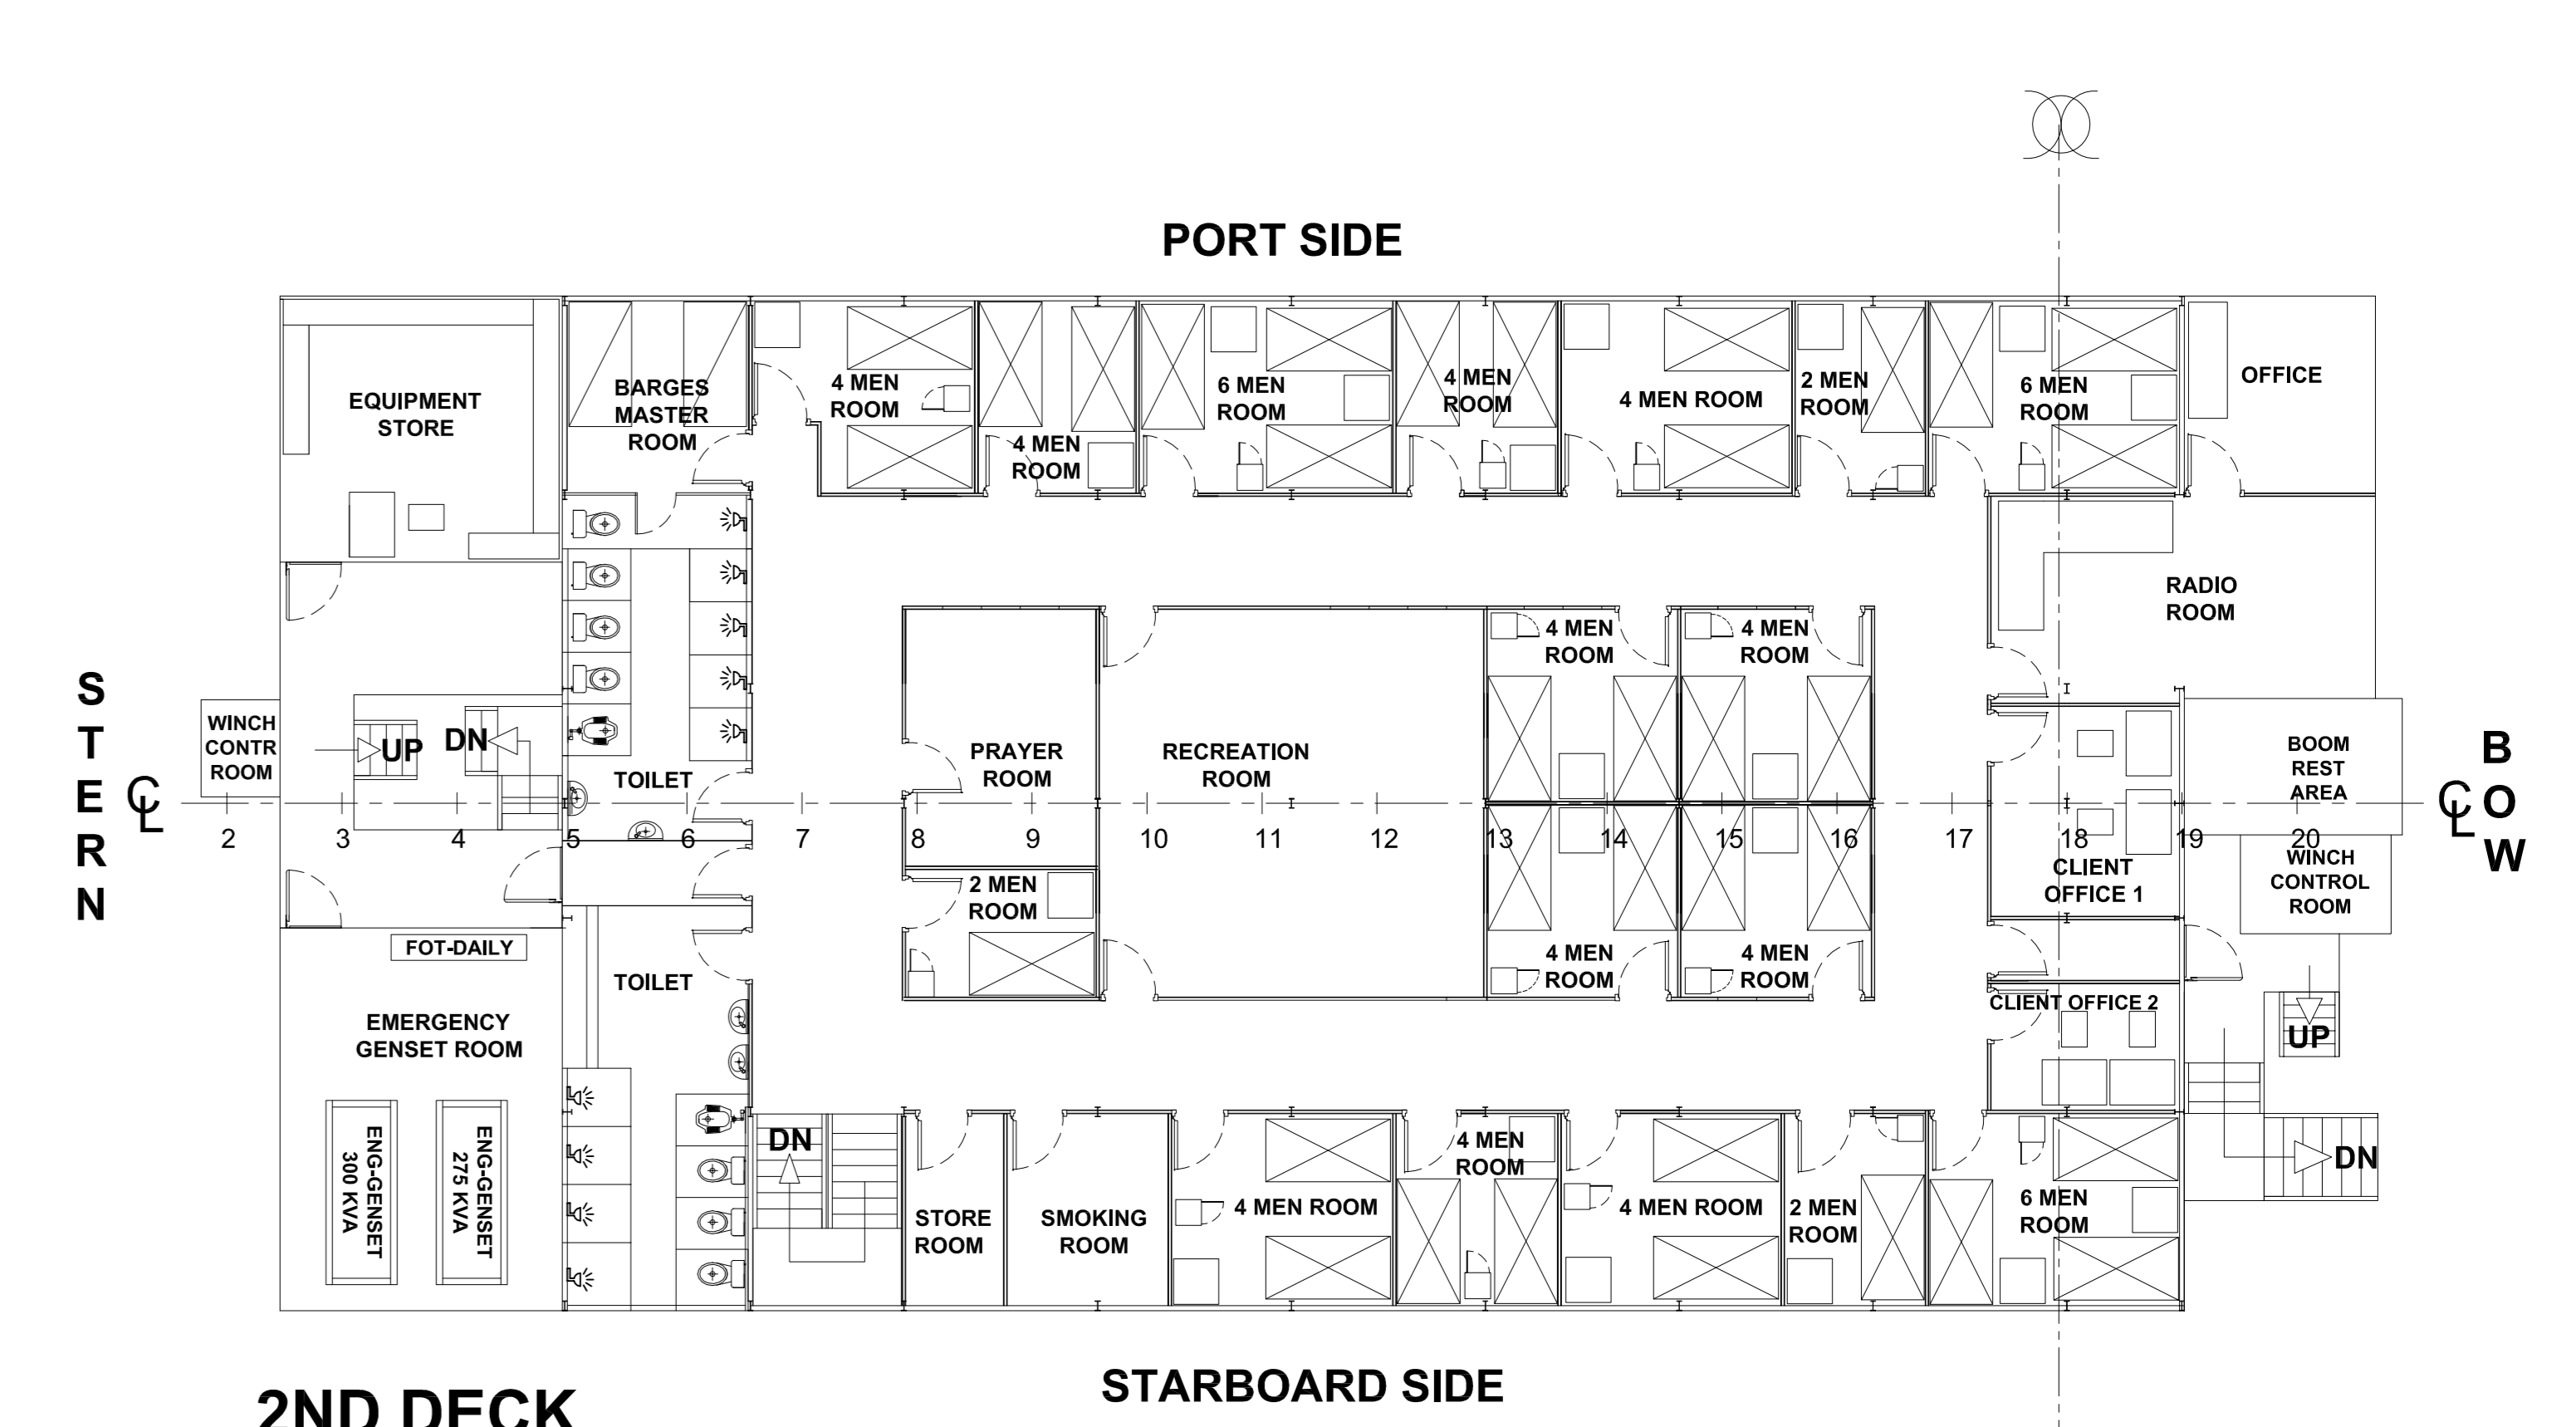 PORT SIDE
EQUIPMENT
STORE
BARGES
MASTER
ROOM
4 MEN
ROOM
4 MEN
ROOM
6 MEN
ROOM
4 MEN
ROOM
4 MEN ROOM
2 MEN
ROOM
6 MEN
ROOM
OFFICE
RADIO
ROOM
STERN
CL
WINCH
CONTR
ROOM
UP
DN
TOILET
PRAYER
ROOM
RECREATION
ROOM
4 MEN
ROOM
4 MEN
ROOM
BOOM
REST
AREA
CL
BOW
2 3 4 5 6 7 8 9 10 11 12 13 14 15 16 17 18 19 20
CLIENT
OFFICE 1
WINCH
CONTROL
ROOM
2 MEN
ROOM
4 MEN
ROOM
4 MEN
ROOM
FOT-DAILY
TOILET
EMERGENCY
GENSET ROOM
CLIENT OFFICE 2
UP
ENG-GENSET
300 KVA
ENG-GENSET
275 KVA
DN
STORE
ROOM
SMOKING
ROOM
4 MEN ROOM
4 MEN
ROOM
4 MEN ROOM
2 MEN
ROOM
6 MEN
ROOM
DN
STARBOARD SIDE
2ND DECK